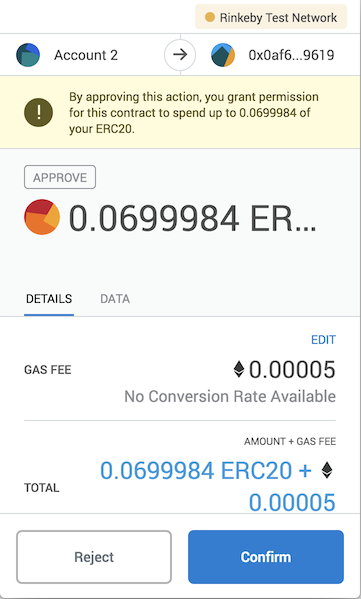 Rinkeby Test Network
Account 2
0x0af6...9619
!
By approving this action, you grant permission
for this contract to spend up to 0.0699984 of
your ERC20.
APPROVE
0.0699984 ER...
DETAILS
DATA
EDIT
GAS FEE
0.00005
No Conversion Rate Available
AMOUNT + GAS FEE
TOTAL
0.0699984 ERC20 +
0.00005
Reject
Confirm